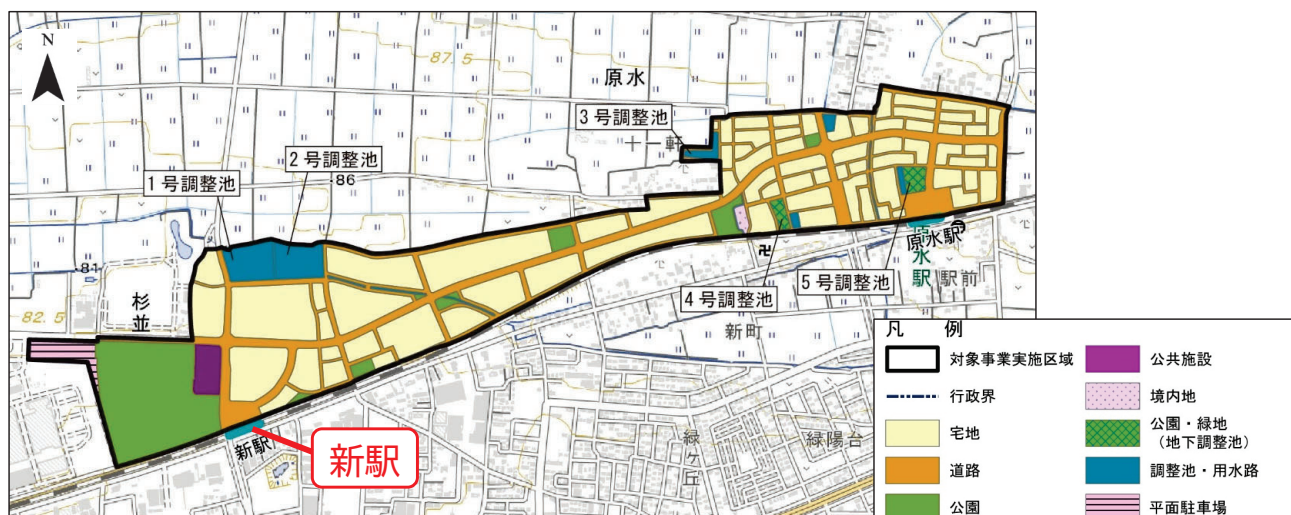 N
87.5
原水
3号調整池
十一軒
2号調整池
1号調整池
86
81
杉並
82.5
原水駅
水駅
駅前
5号調整池
4号調整池
新町
緑ヶ丘
緑陽台
新駅
新駅
凡 例
対象事業実施区域
行政界
宅地
道路
公園
公共施設
境内地
公園・緑地
(地下調整池)
調整池・用水路
平面駐車場